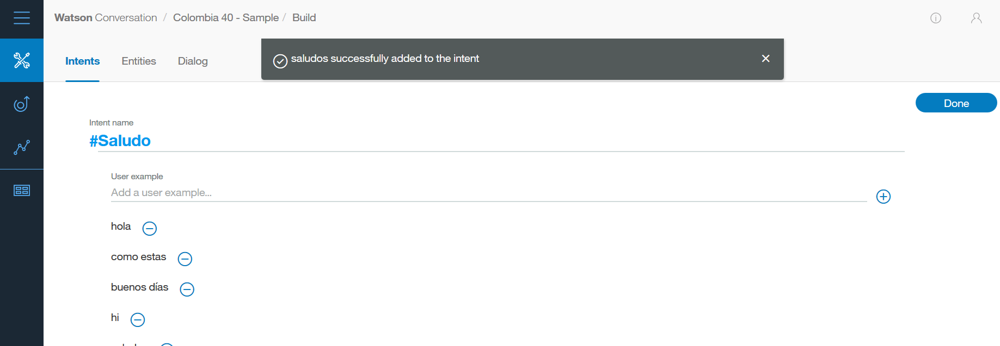 Watson Conversation / Colombia 40 - Sample / Build
Intents Entities Dialog
saludos successfully added to the intent
Done
Intent name
#Saludo
User example
Add a user example...
hola
como estas
buenos días
hi